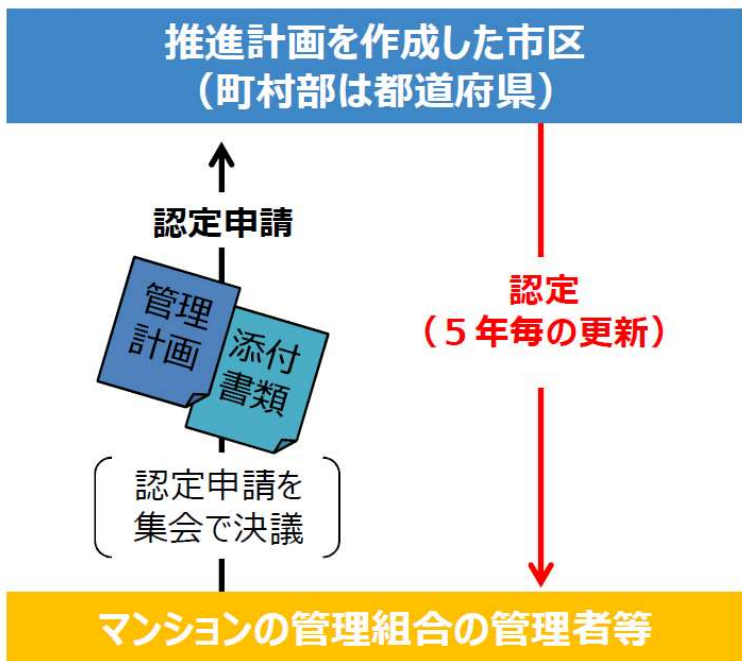 推進計画を作成した市区
（町村部は都道府県）
認定申請
管理
計画
添付
書類
認定申請を
集会で決議
認定
（５年毎の更新）
マンションの管理組合の管理者等